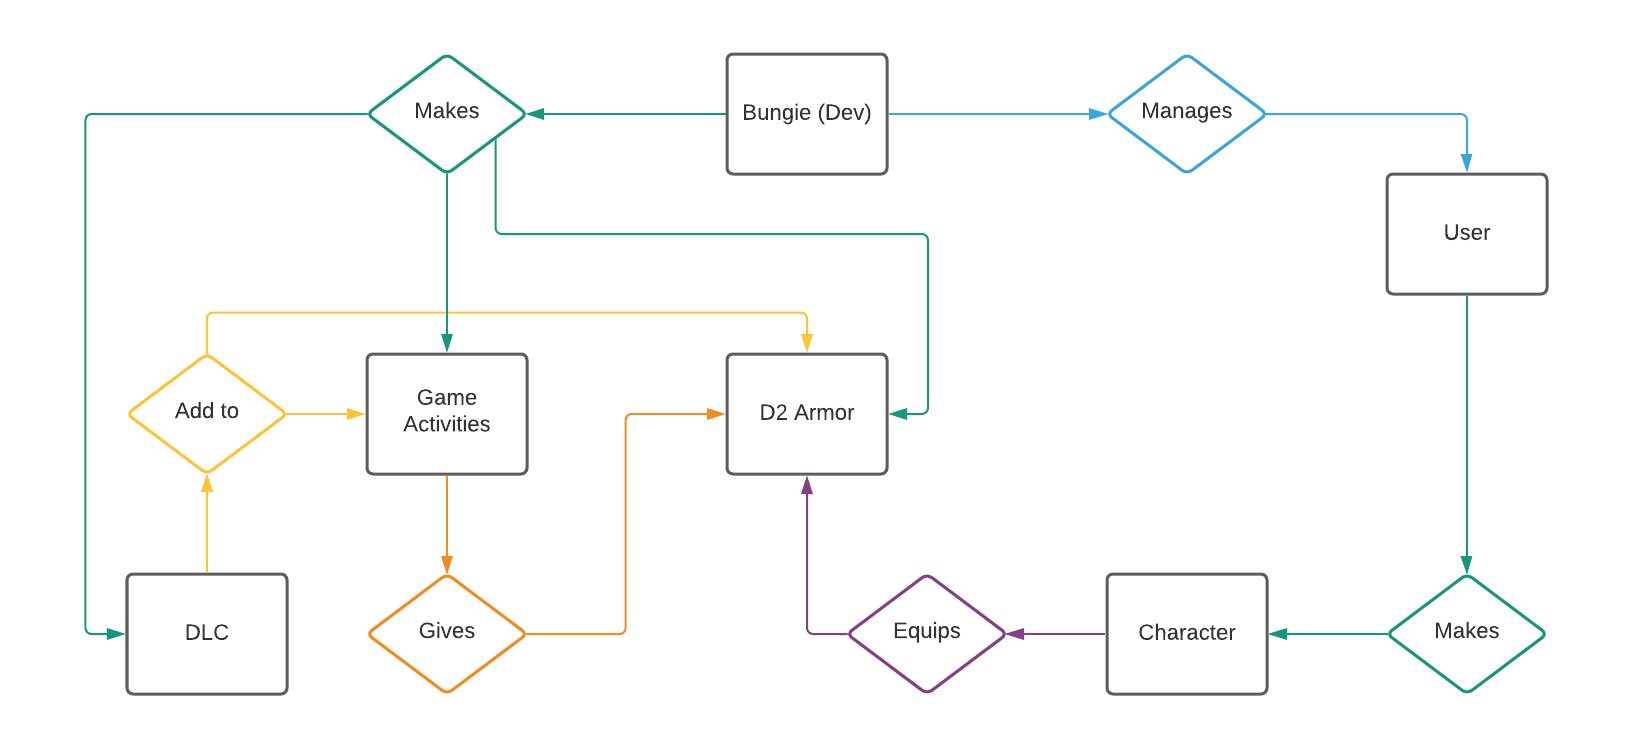 Makes
Bungie (Dev)
Manages
User
Add to
Game
Activities
D2 Armor
DLC
Gives
Equips
Character
Makes